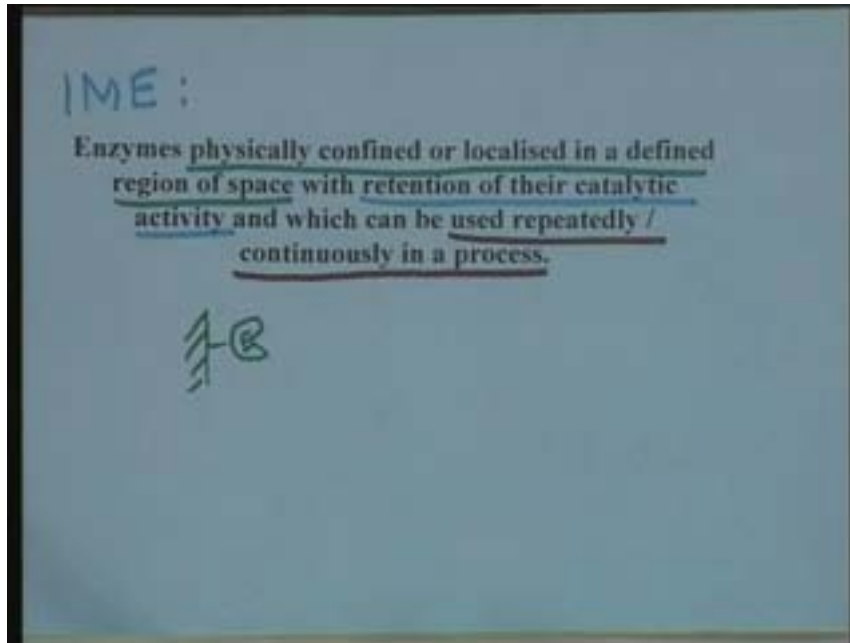 IME :
Enzymes physically confined or localised in a defined
region of space with retention of their catalytic
activity and which can be used repeatedly /
continuously in a process.
E